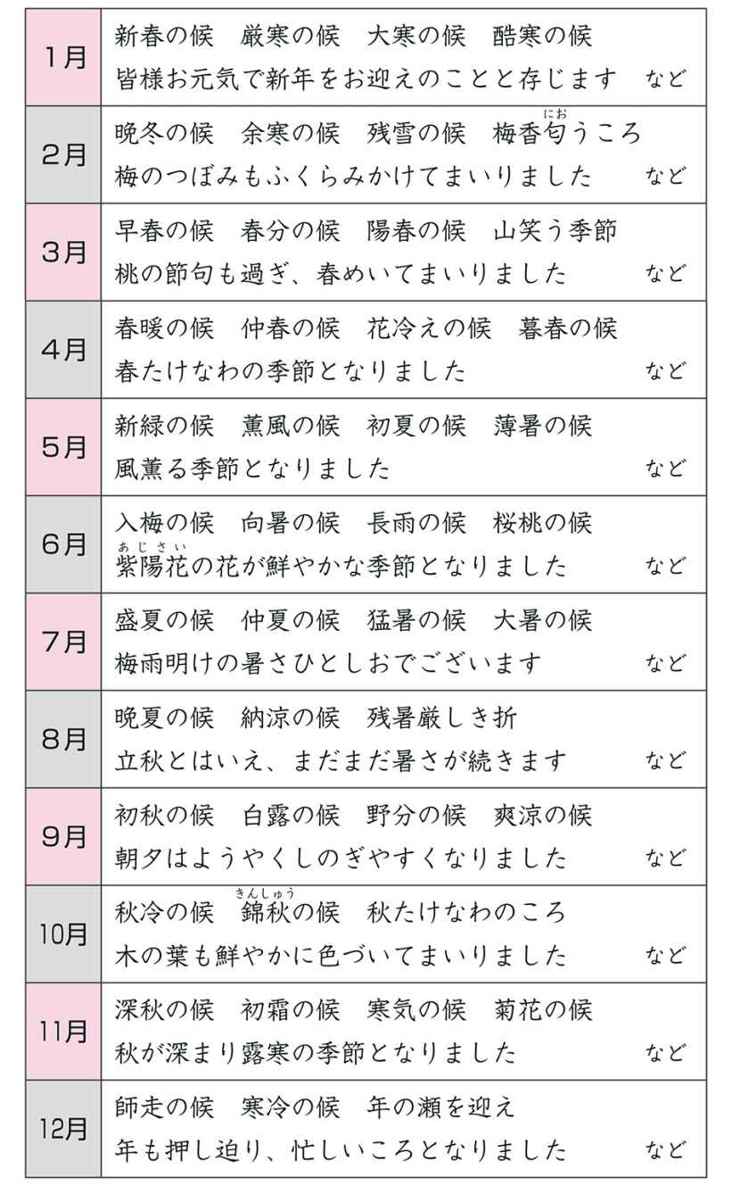 1月
新春の候　厳寒の候　大寒の候　酷寒の候
皆様お元気で新年をお迎えのことと存じます　など
2月
にお
晩冬の候　余寒の候　残雪の候　梅香匂うころ
梅のつぼみもふくらみかけてまいりました　など
3月
早春の候　春分の候　陽春の候　山笑う季節
桃の節句も過ぎ、春めいてまいりました　など
4月
春暖の候　仲春の候　花冷えの候　暮春の候
春たけなわの季節となりました　など
5月
新緑の候　薫風の候　初夏の候　薄暑の候
風薫る季節となりました　など
6月
入梅の候　向暑の候　長雨の候　桜桃の候
あじさい
紫陽花の花が鮮やかな季節となりました　など
7月
盛夏の候　仲夏の候　猛暑の候　大暑の候
梅雨明けの暑さひとしおでございます　など
8月
晩夏の候　納涼の候　残暑厳しき折
立秋とはいえ、まだまだ暑さが続きます　など
9月
初秋の候　白露の候　野分の候　爽涼の候
朝夕はようやくしのぎやすくなりました　など
10月
きんしゅう
秋冷の候　錦秋の候　秋たけなわのころ
木の葉も鮮やかに色づいてまいりました　など
11月
深秋の候　初霜の候　寒気の候　菊花の候
秋が深まり露寒の季節となりました　など
12月
師走の候　寒冷の候　年の瀬を迎え
年も押し迫り、忙しいころとなりました　など